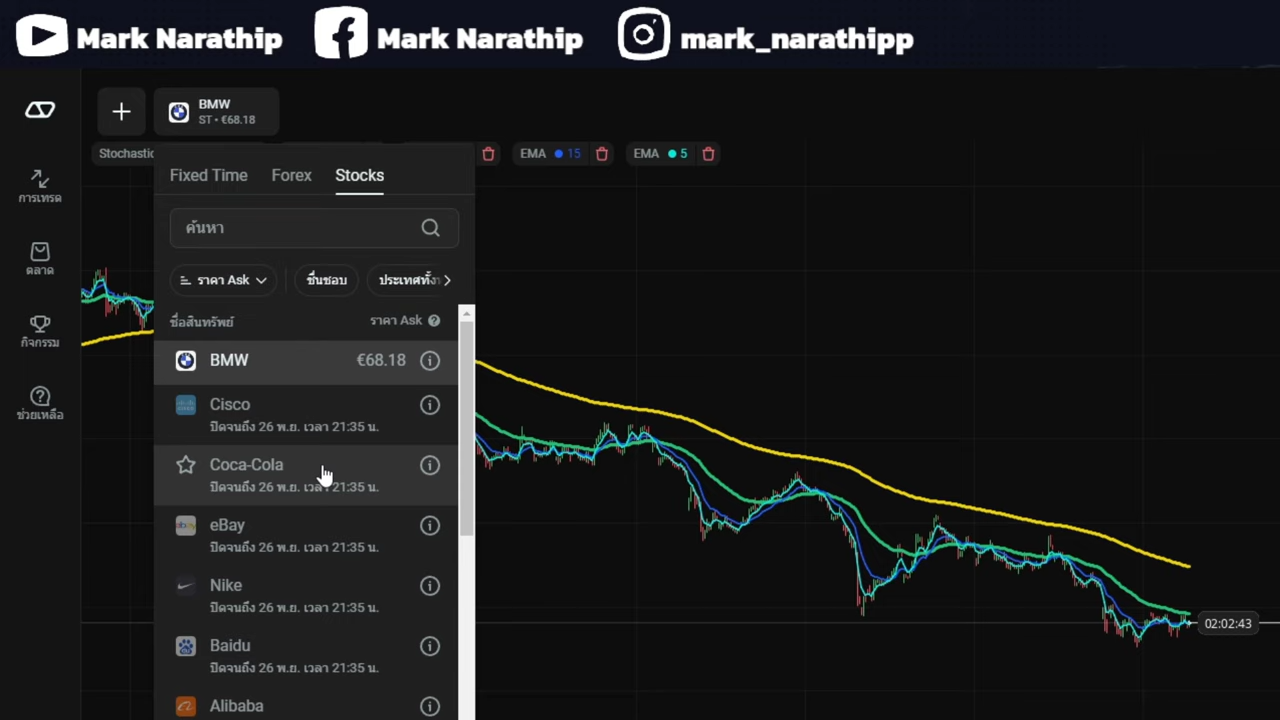 Mark Narathip Mark Narathip mark_narathipp
BMW
ST • €68.18
Stochastic EMA 15 EMA 5
การเทรด
ตลาด
กิจกรรม
ช่วยเหลือ
Fixed Time Forex Stocks
ค้นหา
ราคา Ask ชื่นชอบ ประเทศทั้ง
ชื่อสินทรัพย์ ราคา Ask
BMW €68.18
Cisco
ปิดจนถึง 26 พ.ย. เวลา 21:35 น.
Coca-Cola
ปิดจนถึง 26 พ.ย. เวลา 21:35 น.
eBay
ปิดจนถึง 26 พ.ย. เวลา 21:35 น.
Nike
ปิดจนถึง 26 พ.ย. เวลา 21:35 น.
Baidu
ปิดจนถึง 26 พ.ย. เวลา 21:35 น.
Alibaba
02:02:43